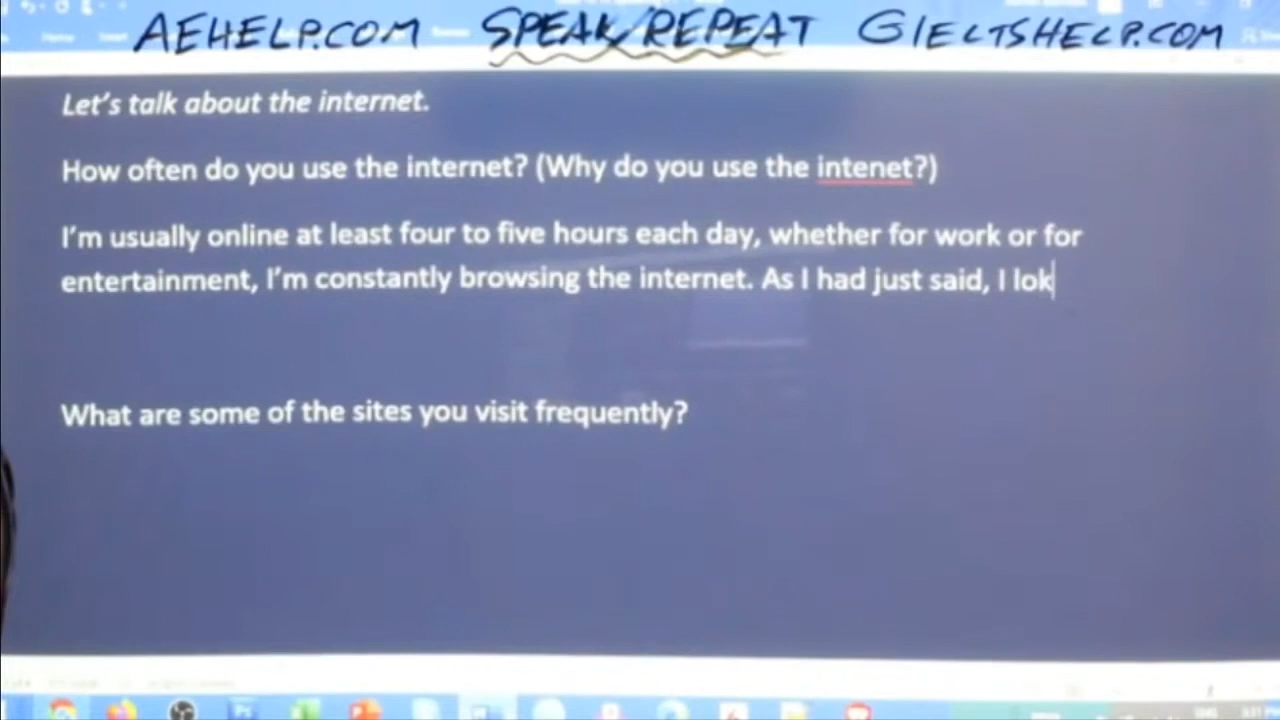 AEHELP.COM SPEAK/REPEAT GIELTSHELP.COM
Let's talk about the internet.
How often do you use the internet? (Why do you use the intenet?)
I'm usually online at least four to five hours each day, whether for work or for
entertainment, I'm constantly browsing the internet. As I had just said, I lok
What are some of the sites you visit frequently?